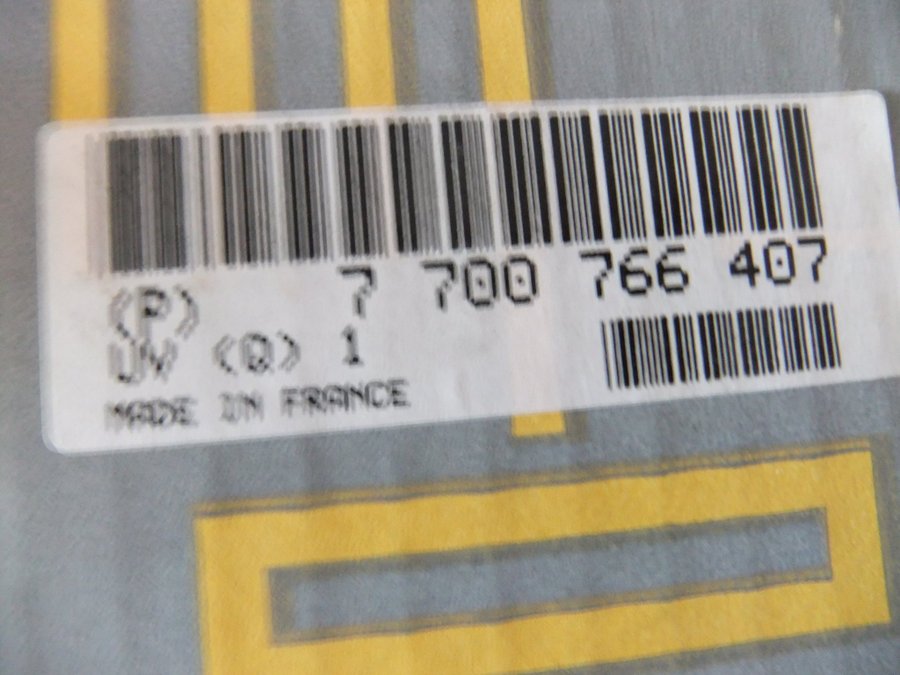 (P) 7 700 766 407
UV (Q) 1
MADE IN FRANCE